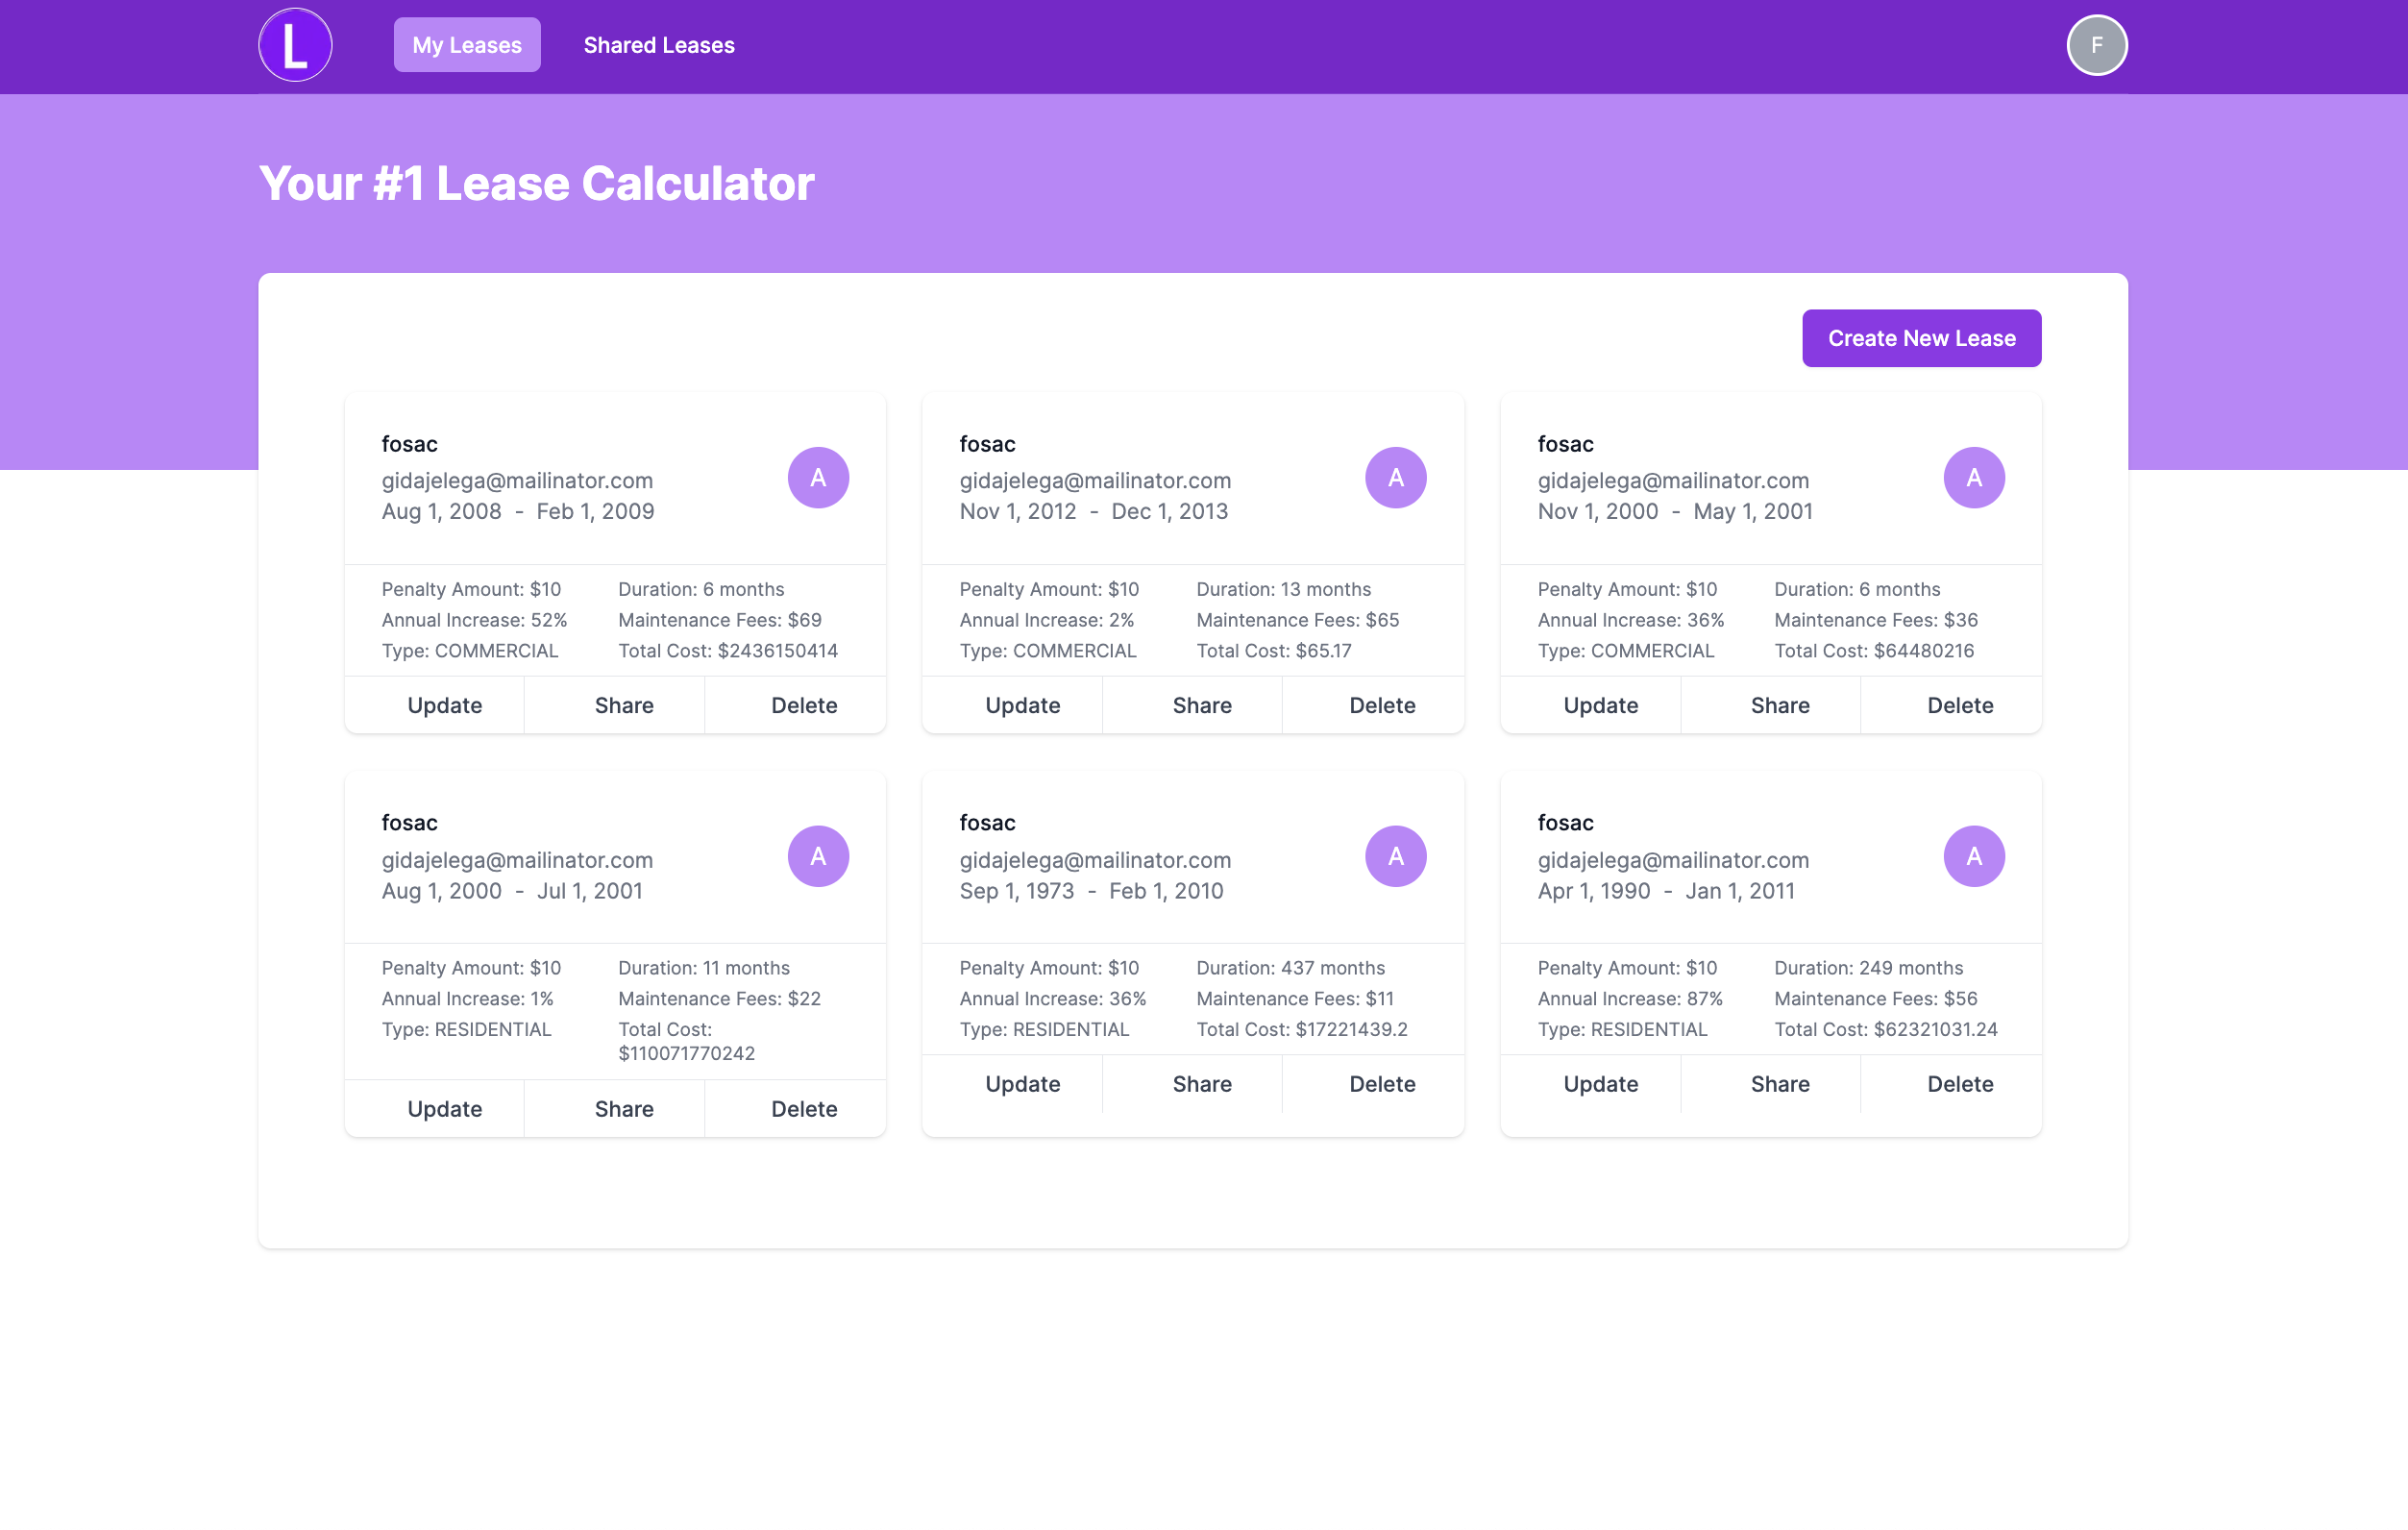 L
My Leases
Shared Leases
F
Your #1 Lease Calculator
Create New Lease
fosac
gidajelega@mailinator.com
Aug 1, 2008 - Feb 1, 2009
A
Penalty Amount: $10
Duration: 6 months
Annual Increase: 52%
Maintenance Fees: $69
Type: COMMERCIAL
Total Cost: $2436150414
Update
Share
Delete
fosac
gidajelega@mailinator.com
Nov 1, 2012 - Dec 1, 2013
A
Penalty Amount: $10
Duration: 13 months
Annual Increase: 2%
Maintenance Fees: $65
Type: COMMERCIAL
Total Cost: $65.17
Update
Share
Delete
fosac
gidajelega@mailinator.com
Nov 1, 2000 - May 1, 2001
A
Penalty Amount: $10
Duration: 6 months
Annual Increase: 36%
Maintenance Fees: $36
Type: COMMERCIAL
Total Cost: $64480216
Update
Share
Delete
fosac
gidajelega@mailinator.com
Aug 1, 2000 - Jul 1, 2001
A
Penalty Amount: $10
Duration: 11 months
Annual Increase: 1%
Maintenance Fees: $22
Type: RESIDENTIAL
Total Cost:
$110071770242
Update
Share
Delete
fosac
gidajelega@mailinator.com
Sep 1, 1973 - Feb 1, 2010
A
Penalty Amount: $10
Duration: 437 months
Annual Increase: 36%
Maintenance Fees: $11
Type: RESIDENTIAL
Total Cost: $17221439.2
Update
Share
Delete
fosac
gidajelega@mailinator.com
Apr 1, 1990 - Jan 1, 2011
A
Penalty Amount: $10
Duration: 249 months
Annual Increase: 87%
Maintenance Fees: $56
Type: RESIDENTIAL
Total Cost: $62321031.24
Update
Share
Delete